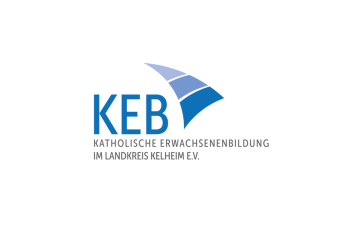 KEB
KATHOLISCHE ERWACHSENENBILDUNG
IM LANDKREIS KELHEIM E.V.